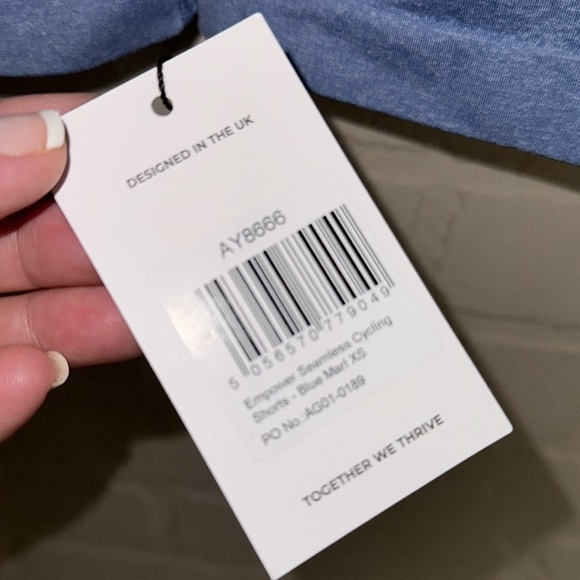 DESIGNED IN THE UK
AY8666
5 056570 779049
Empower Seamless Cycling
Shorts - Blue Marl XS
PO No.:AG01-0189
TOGETHER WE THRIVE